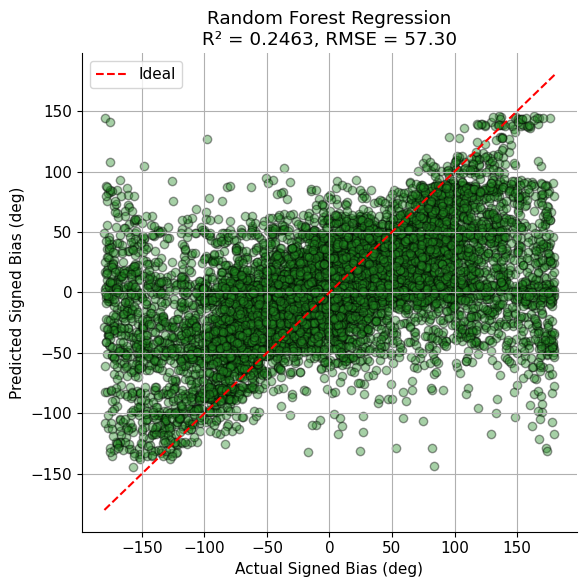 Random Forest Regression
R² = 0.2463, RMSE = 57.30
Ideal
Predicted Signed Bias (deg)
150
100
50
0
−50
−100
−150
−150 −100 −50 0 50 100 150
Actual Signed Bias (deg)